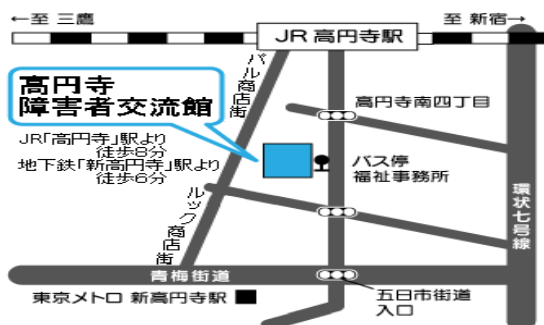 ←至 三鷹
至 新宿→
JR 高円寺駅
パル商店街
高円寺
障害者交流館
高円寺南四丁目
JR「高円寺」駅より
徒歩8分
地下鉄「新高円寺」駅より
徒歩6分
バス停
福祉事務所
ルック商店街
環状七号線
青梅街道
東京メトロ 新高円寺駅
五日市街道
入口